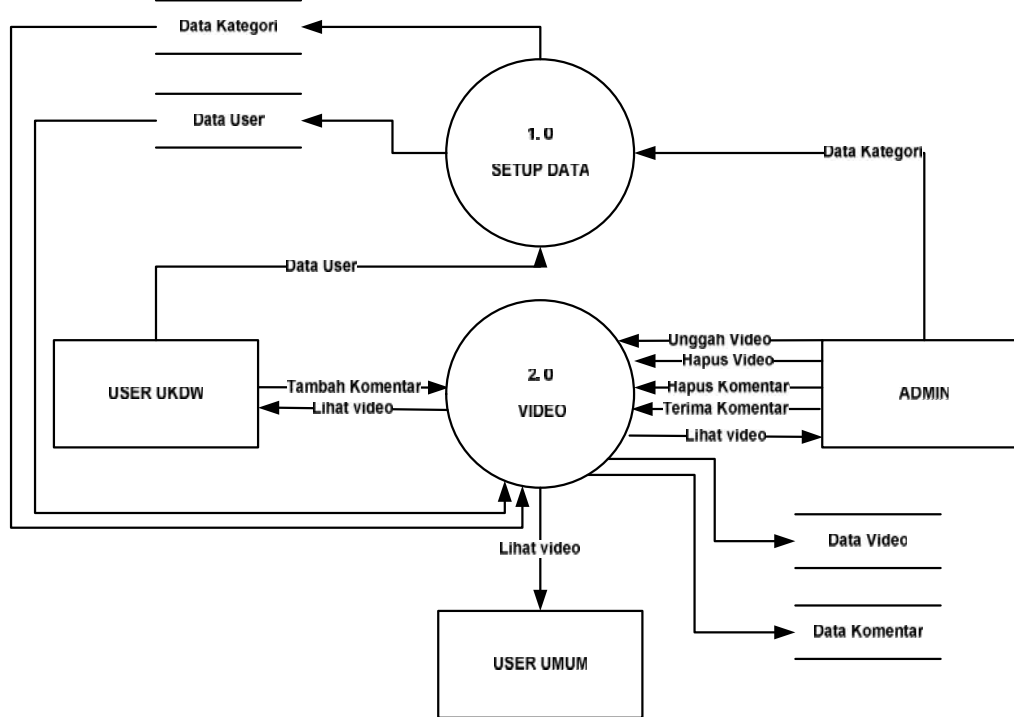 Data Kategori
Data User
1.0
SETUP DATA
Data Kategori
Data User
Unggah Video
Hapus Video
USER UKDW
Tambah Komentar
Lihat video
2.0
VIDEO
Hapus Komentar
Terima Komentar
Lihat video
ADMIN
Lihat video
Data Video
Data Komentar
USER UMUM